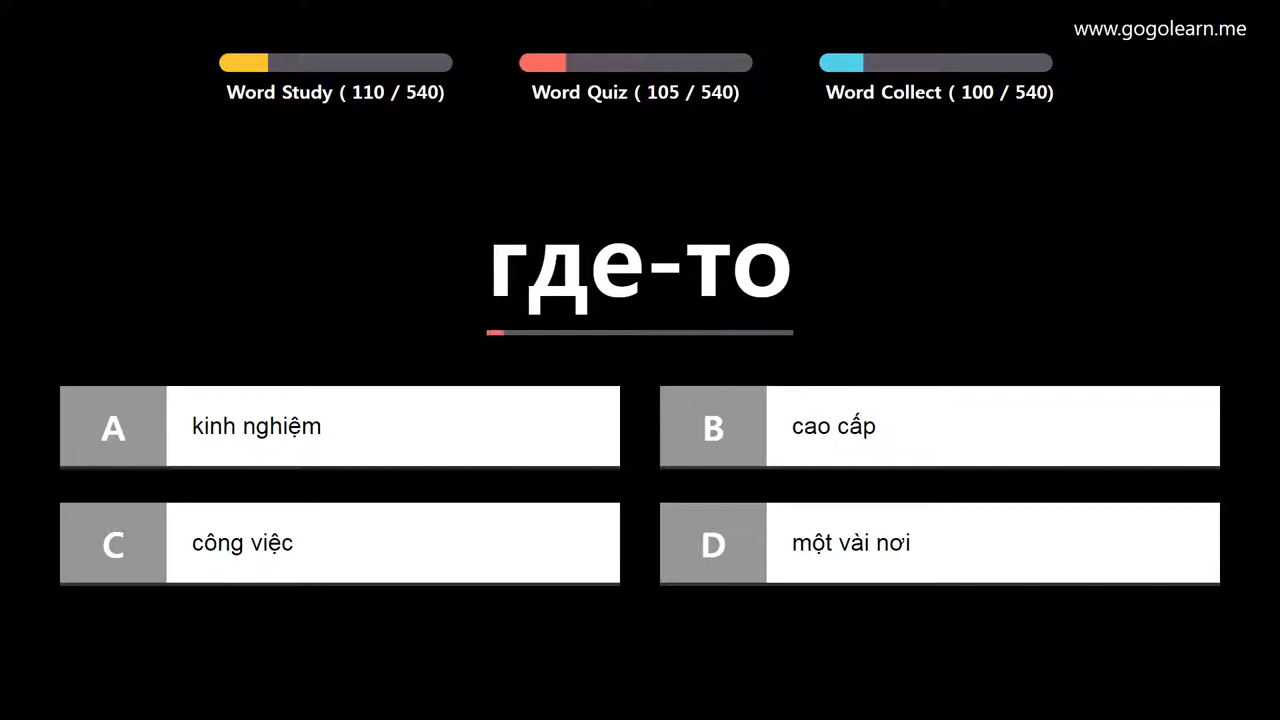 www.gogolearn.me
Word Study ( 110 / 540)
Word Quiz ( 105 / 540)
Word Collect ( 100 / 540)
где-то
A
kinh nghiệm
B
cao cấp
C
công việc
D
một vài nơi